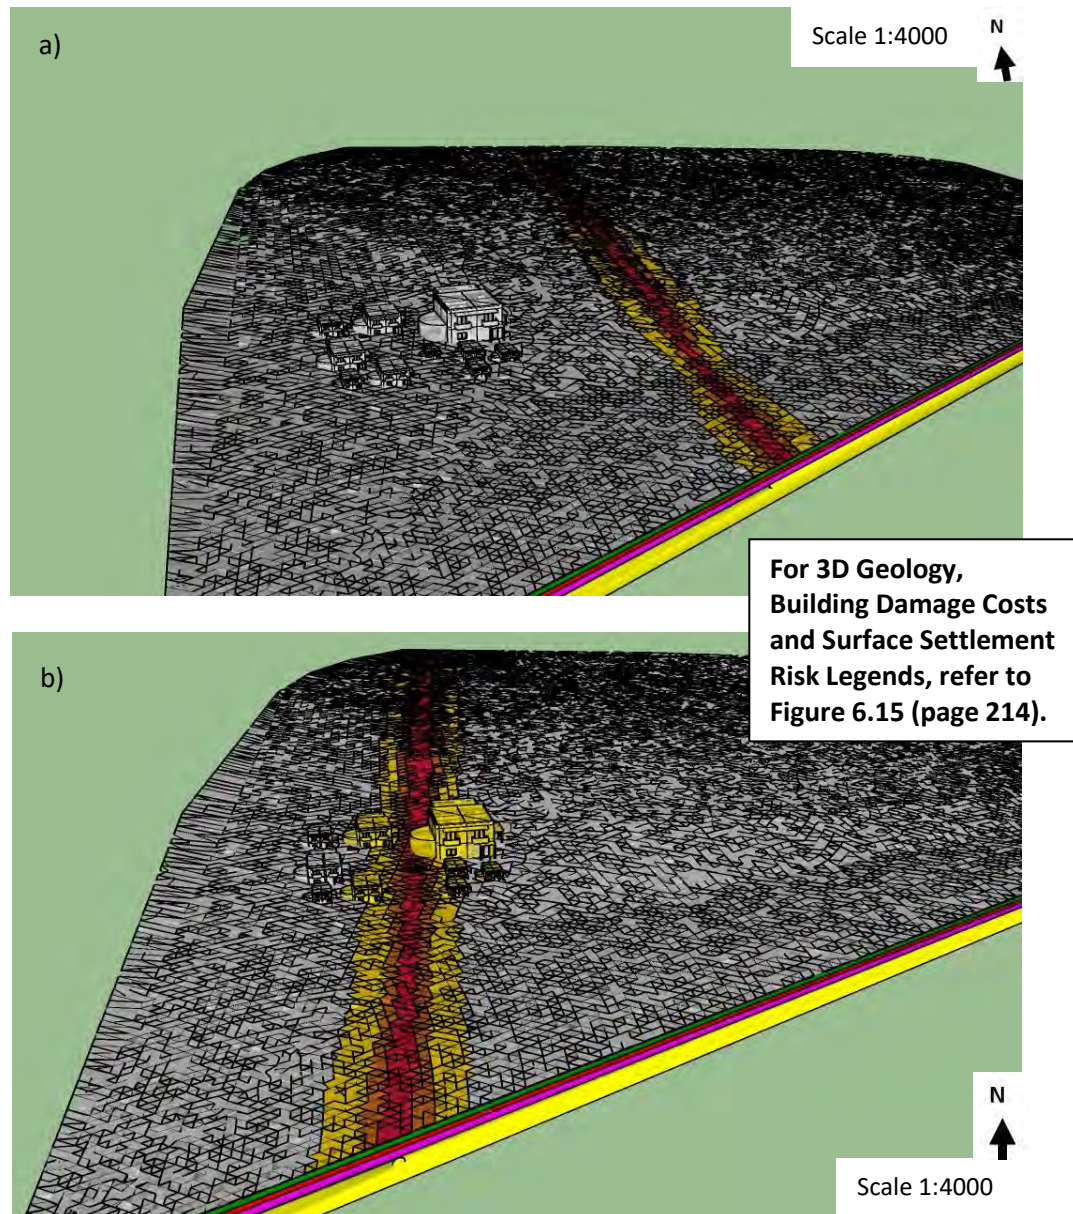 a)
Scale 1:4000
N
For 3D Geology,
Building Damage Costs
and Surface Settlement
Risk Legends, refer to
Figure 6.15 (page 214).
b)
N
Scale 1:4000